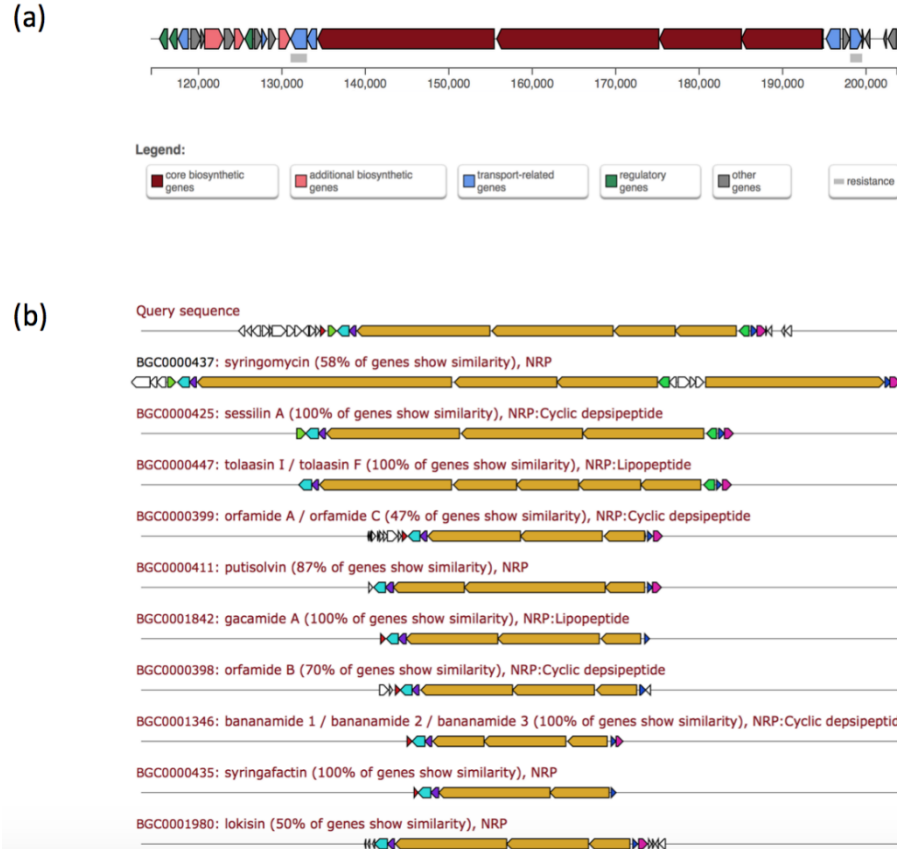 (a)
120,000 130,000 140,000 150,000 160,000 170,000 180,000 190,000 200,000
Legend:
core biosynthetic genes
additional biosynthetic genes
transport-related genes
regulatory genes
other genes
resistance
(b)
Query sequence
BGC0000437: syringomycin (58% of genes show similarity), NRP
BGC0000425: sessilin A (100% of genes show similarity), NRP:Cyclic depsipeptide
BGC0000447: tolaasin I / tolaasin F (100% of genes show similarity), NRP:Lipopeptide
BGC0000399: orfamide A / orfamide C (47% of genes show similarity), NRP:Cyclic depsipeptide
BGC0000411: putisolvin (87% of genes show similarity), NRP
BGC0001842: gacamide A (100% of genes show similarity), NRP:Lipopeptide
BGC0000398: orfamide B (70% of genes show similarity), NRP:Cyclic depsipeptide
BGC0001346: bananamide 1 / bananamide 2 / bananamide 3 (100% of genes show similarity), NRP:Cyclic depsipeptid
BGC0000435: syringafactin (100% of genes show similarity), NRP
BGC0001980: lokisin (50% of genes show similarity), NRP